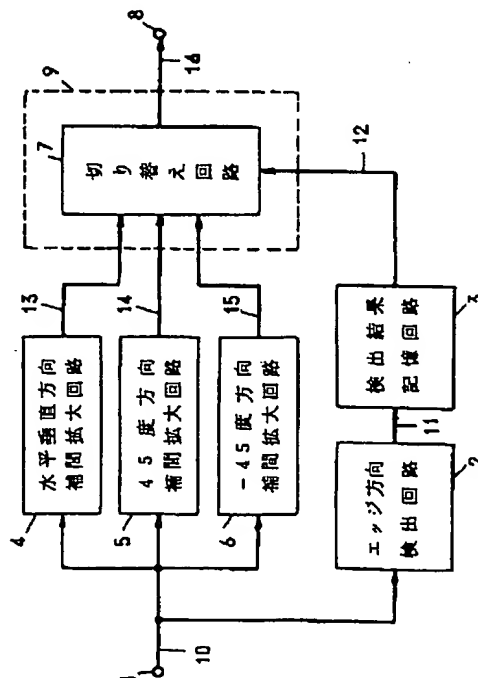 10
4
水平垂直方向
補間拡大回路
13
5
45度方向
補間拡大回路
14
6
-45度方向
補間拡大回路
15
エッジ方向
検出回路
11
検出結果
記憶回路
12
7
切り替え回路
9
16
8